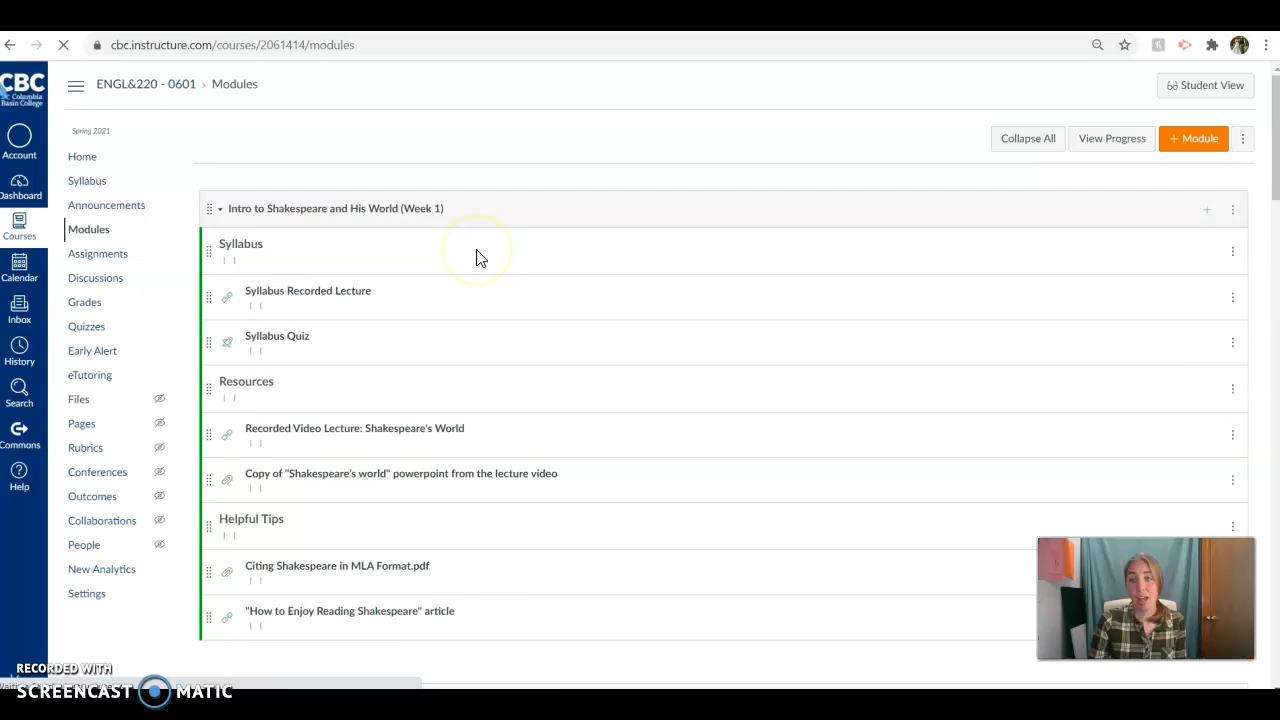 cbc.instructure.com/courses/2061414/modules
CBC
Columbia
Basin College
ENGL&220 - 0601 › Modules
Student View
Spring 2021
Collapse All
View Progress
+ Module
Account
Dashboard
Courses
Calendar
Inbox
History
Search
Commons
Help
Home
Syllabus
Announcements
Modules
Assignments
Discussions
Grades
Quizzes
Early Alert
eTutoring
Files
Pages
Rubrics
Conferences
Outcomes
Collaborations
People
New Analytics
Settings
Intro to Shakespeare and His World (Week 1)
Syllabus
Syllabus Recorded Lecture
Syllabus Quiz
Resources
Recorded Video Lecture: Shakespeare's World
Copy of "Shakespeare's world" powerpoint from the lecture video
Helpful Tips
Citing Shakespeare in MLA Format.pdf
"How to Enjoy Reading Shakespeare" article
RECORDED WITH
SCREENCAST MATIC